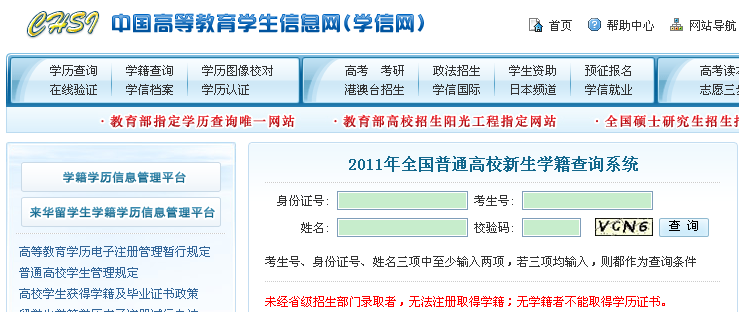 CHSI 中国高等教育学生信息网(学信网) 首页 帮助中心 网站导航
学历查询 学籍查询 学历图像校对 高考 考研 政法招生 学生资助 预征报名 高考读本
在线验证 学信档案 学历认证 港澳台招生 学信国际 日本频道 学信就业 志愿三步
· 教育部指定学历查询唯一网站 · 教育部高校招生阳光工程指定网站 · 全国硕士研究生招生
2011年全国普通高校新生学籍查询系统
学籍学历信息管理平台
来华留学生学籍学历信息管理平台
身份证号: 考生号:
姓名: 校验码: VCN6 查 询
高等教育学历电子注册管理暂行规定
普通高校学生管理规定
高校学生获得学籍及毕业证书政策
考生号、身份证号、姓名三项中至少输入两项，若三项均输入，则都作为查询条件
未经省级招生部门录取者，无法注册取得学籍；无学籍者不能取得学历证书。